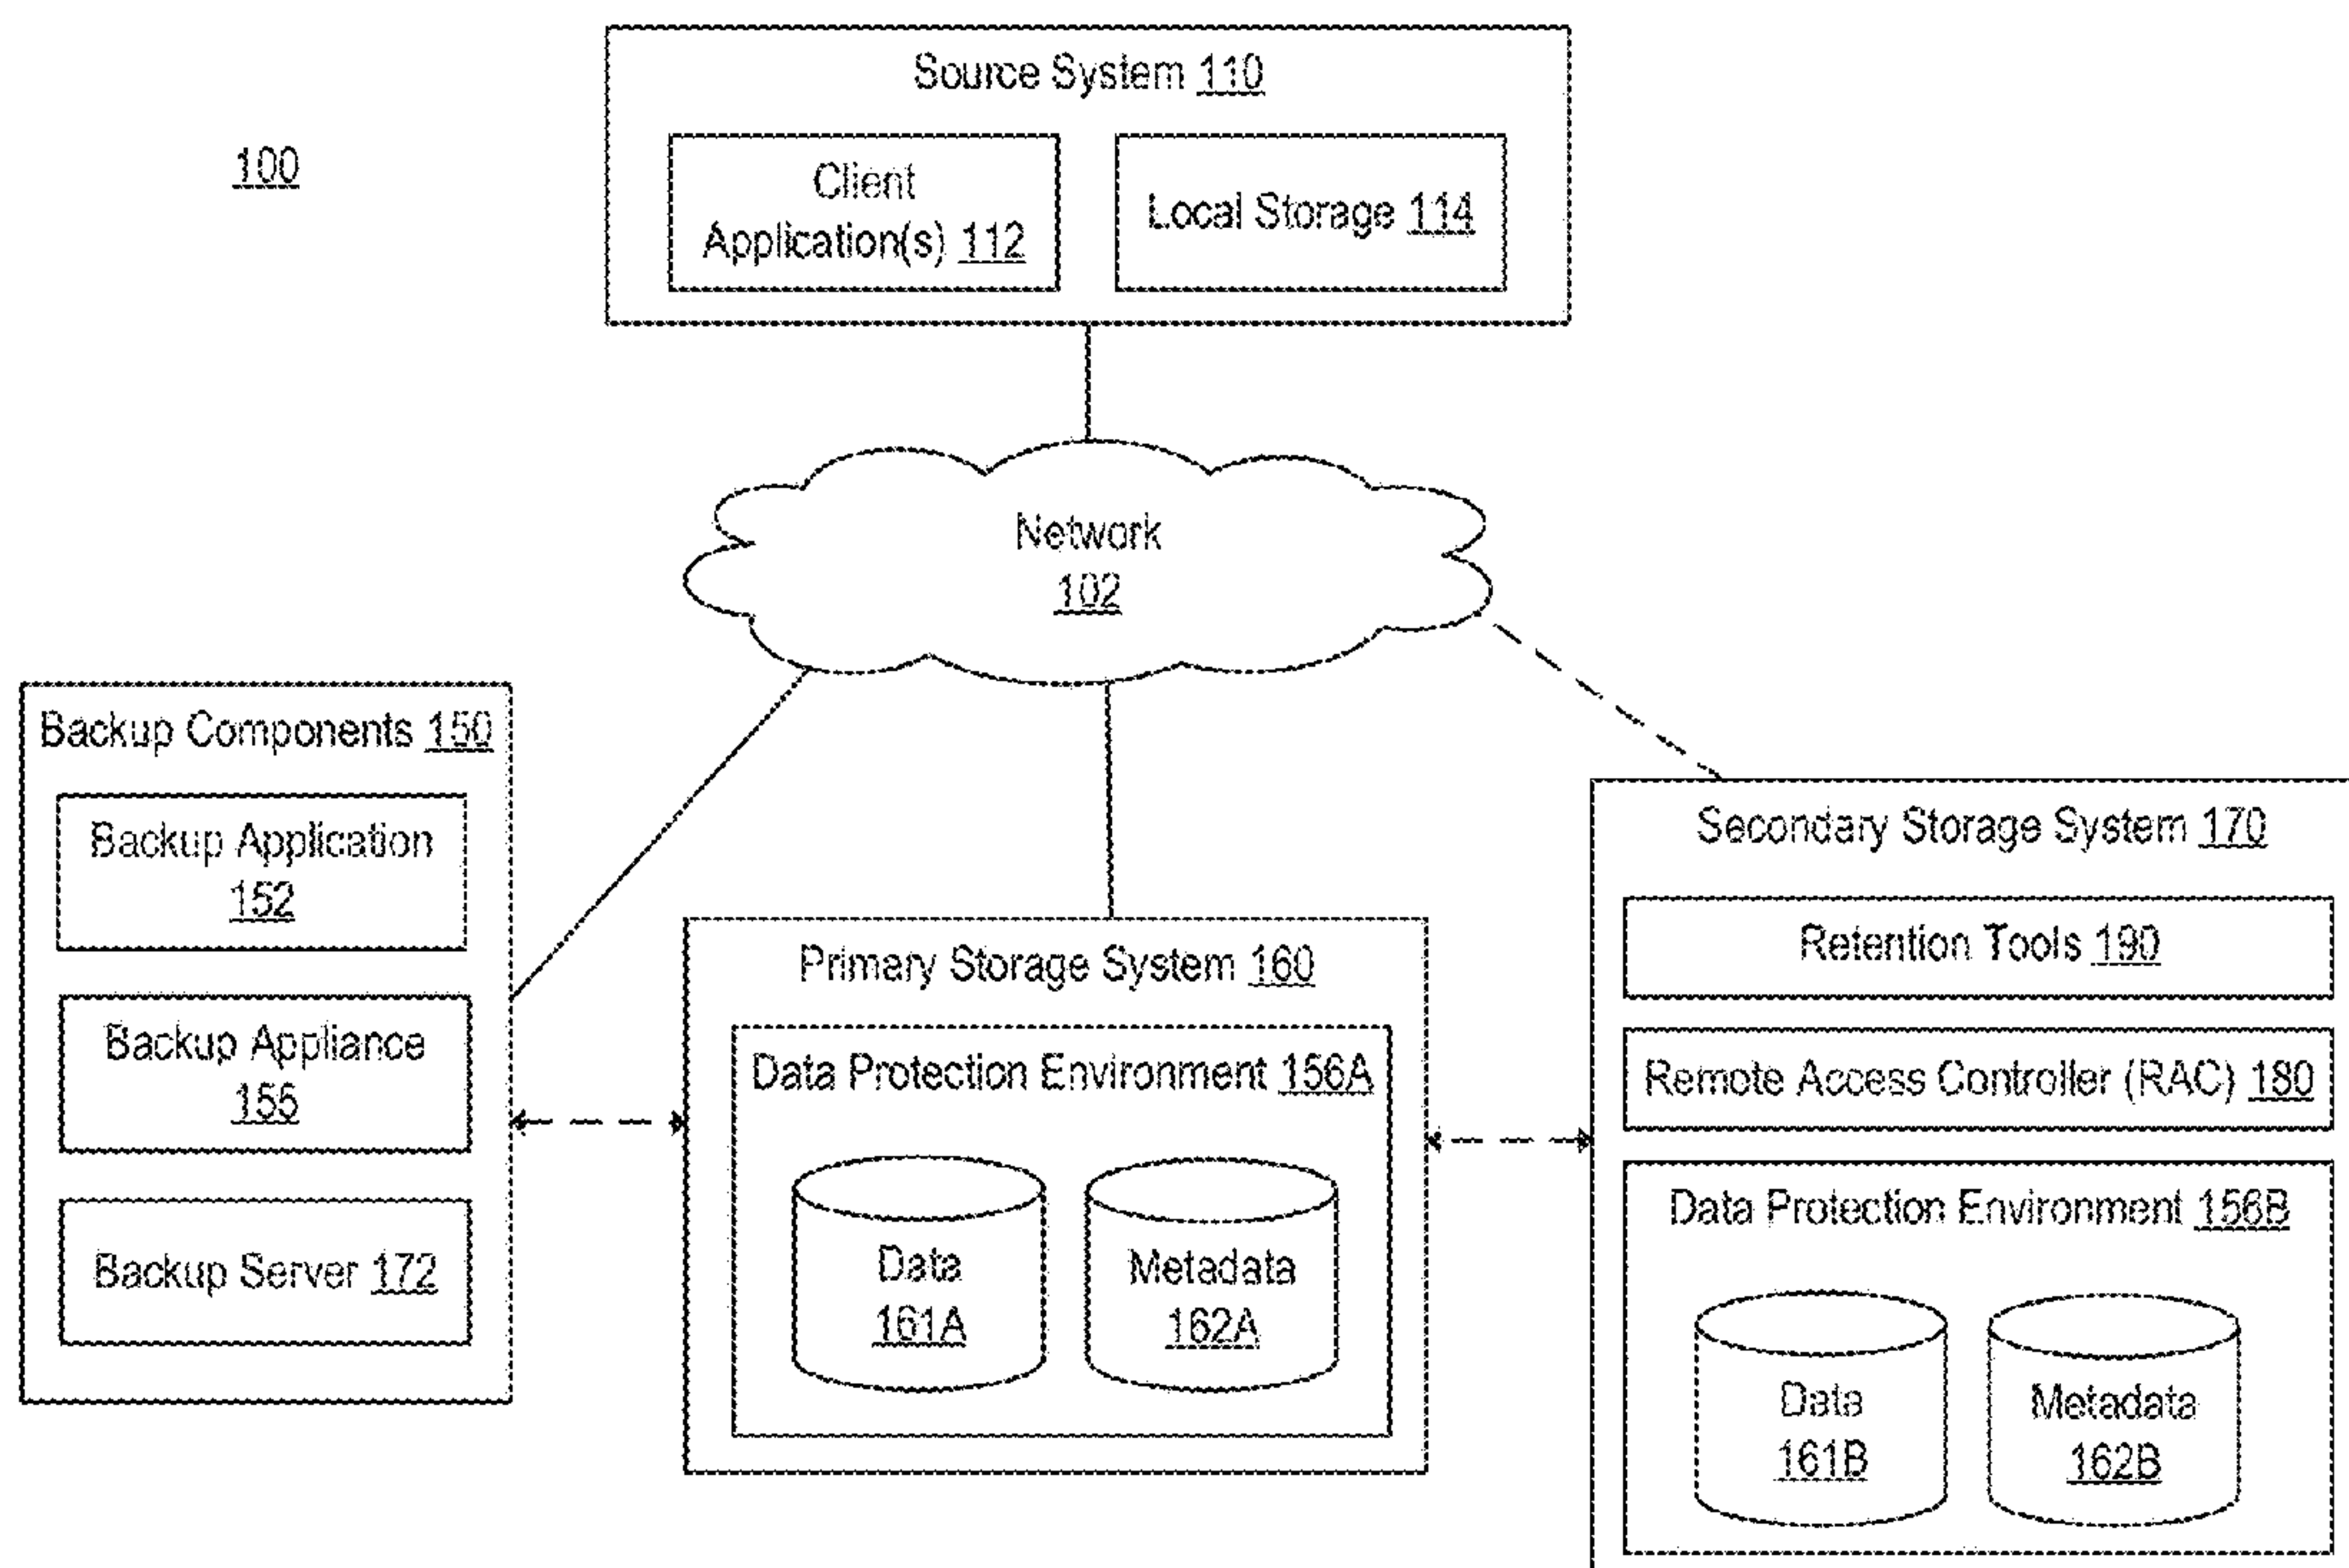 Source System 110
100
Client
Application(s) 112
Local Storage 114
Network
102
Backup Components 150
Backup Application
152
Backup Appliance
155
Backup Server 172
Primary Storage System 160
Data Protection Environment 156A
Data
161A
Metadata
162A
Secondary Storage System 170
Retention Tools 190
Remote Access Controller (RAC) 180
Data Protection Environment 156B
Data
161B
Metadata
162B